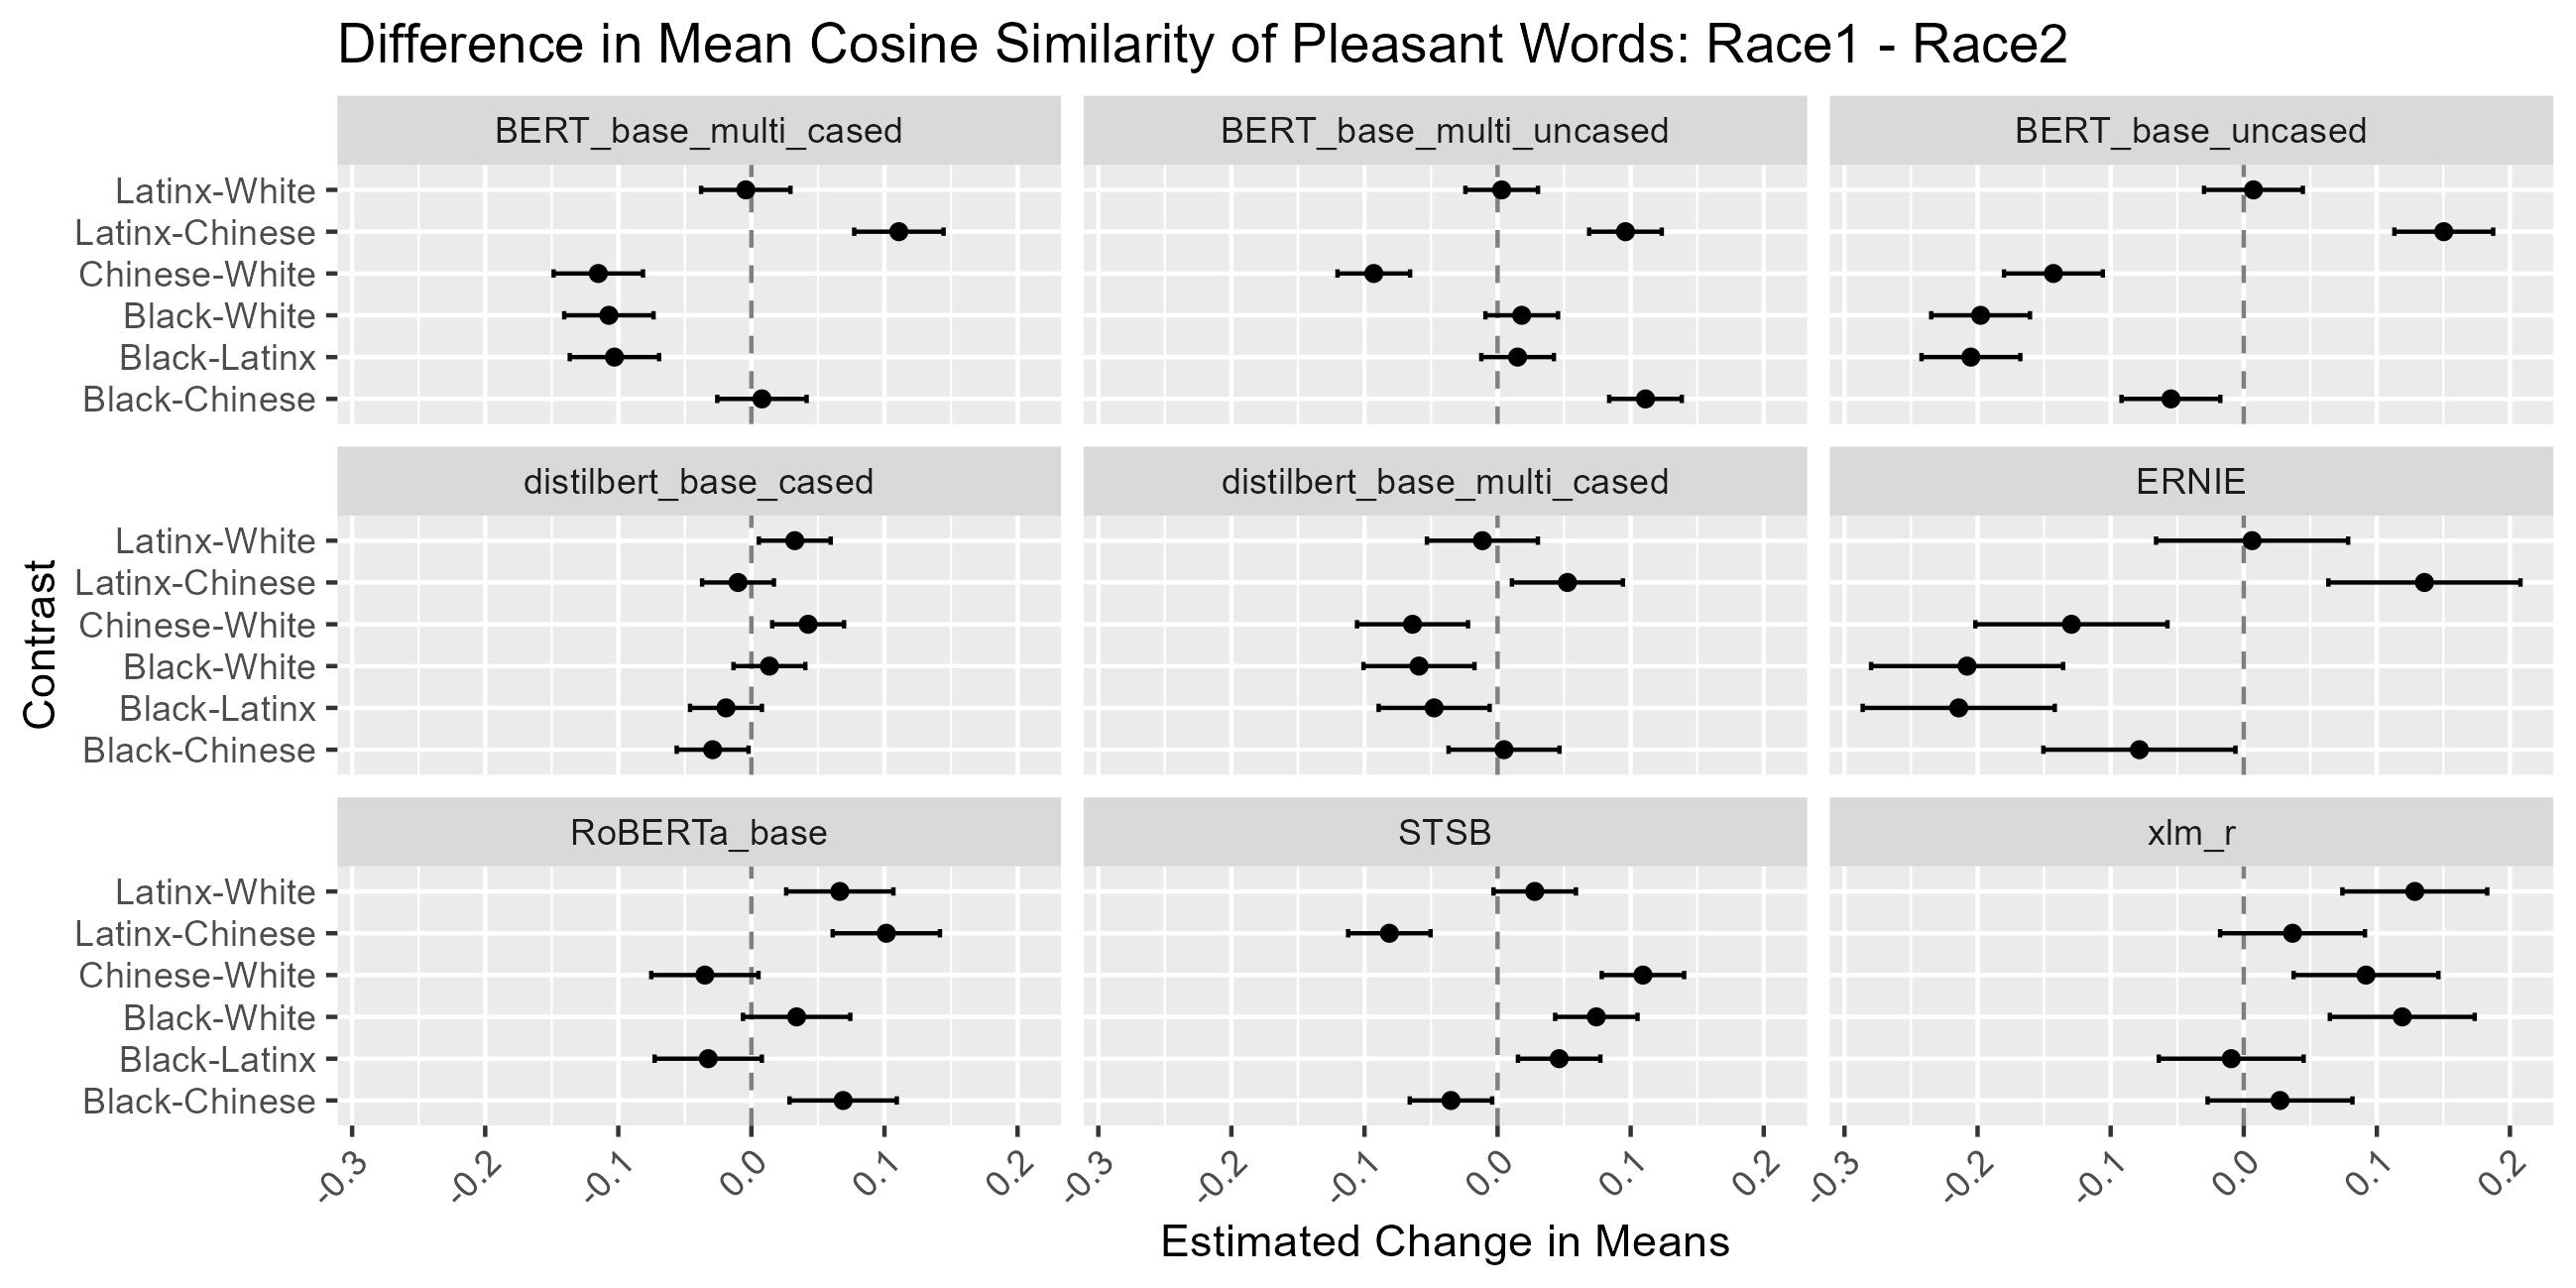 Difference in Mean Cosine Similarity of Pleasant Words: Race1 - Race2
BERT_base_multi_cased
BERT_base_multi_uncased
BERT_base_uncased
Latinx-White
Latinx-Chinese
Chinese-White
Black-White
Black-Latinx
Black-Chinese
distilbert_base_cased
distilbert_base_multi_cased
ERNIE
Contrast
Latinx-White
Latinx-Chinese
Chinese-White
Black-White
Black-Latinx
Black-Chinese
RoBERTa_base
STSB
xlm_r
Latinx-White
Latinx-Chinese
Chinese-White
Black-White
Black-Latinx
Black-Chinese
-0.3 -0.2 -0.1 0.0 0.1 0.2
-0.3 -0.2 -0.1 0.0 0.1 0.2
-0.3 -0.2 -0.1 0.0 0.1 0.2
Estimated Change in Means